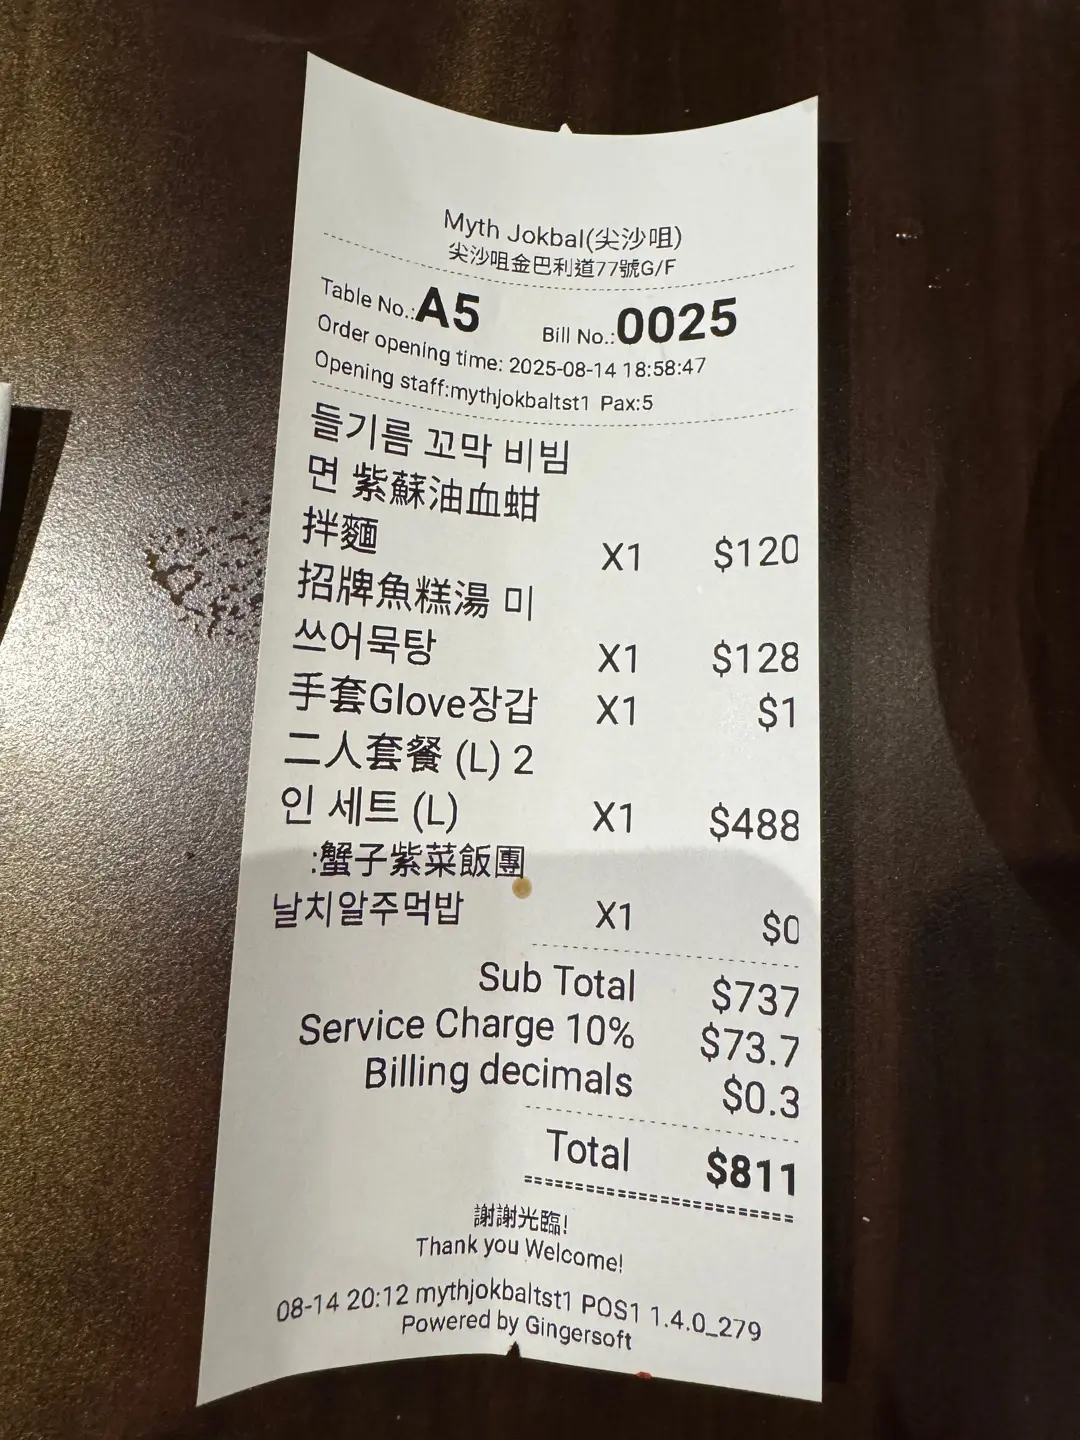 Myth Jokbal(尖沙咀)
尖沙咀金巴利道77號G/F
Table No.:A5 Bill No.:0025
Order opening time: 2025-08-14 18:58:47
Opening staff:mythjokbaltst1 Pax:5
들기름 꼬막 비빔
면 紫蘇油血蚶
拌麵 X1 $120
招牌魚糕湯 미
쓰어묵탕 X1 $128
手套Glove장갑 X1 $1
二人套餐 (L) 2
인 세트 (L) X1 $488
:蟹子紫菜飯團
날치알주먹밥 X1 $0
Sub Total $737
Service Charge 10% $73.7
Billing decimals $0.3
Total $811
謝謝光臨!
Thank you Welcome!
08-14 20:12 mythjokbaltst1 POS1 1.4.0_279
Powered by Gingersoft